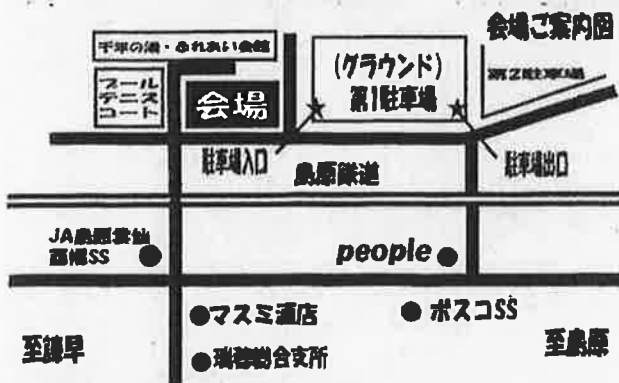 会場ご案内図
千年の湯・ふれあい会館
プール
テニス
コート
会場
(グラウンド)
第1駐車場
第2駐車場
駐車場入口
島原鉄道
駐車場出口
JA島原雲仙
西郷SS
people
マスミ酒店
ボスコSS
至諫早
瑞穂総合支所
至島原